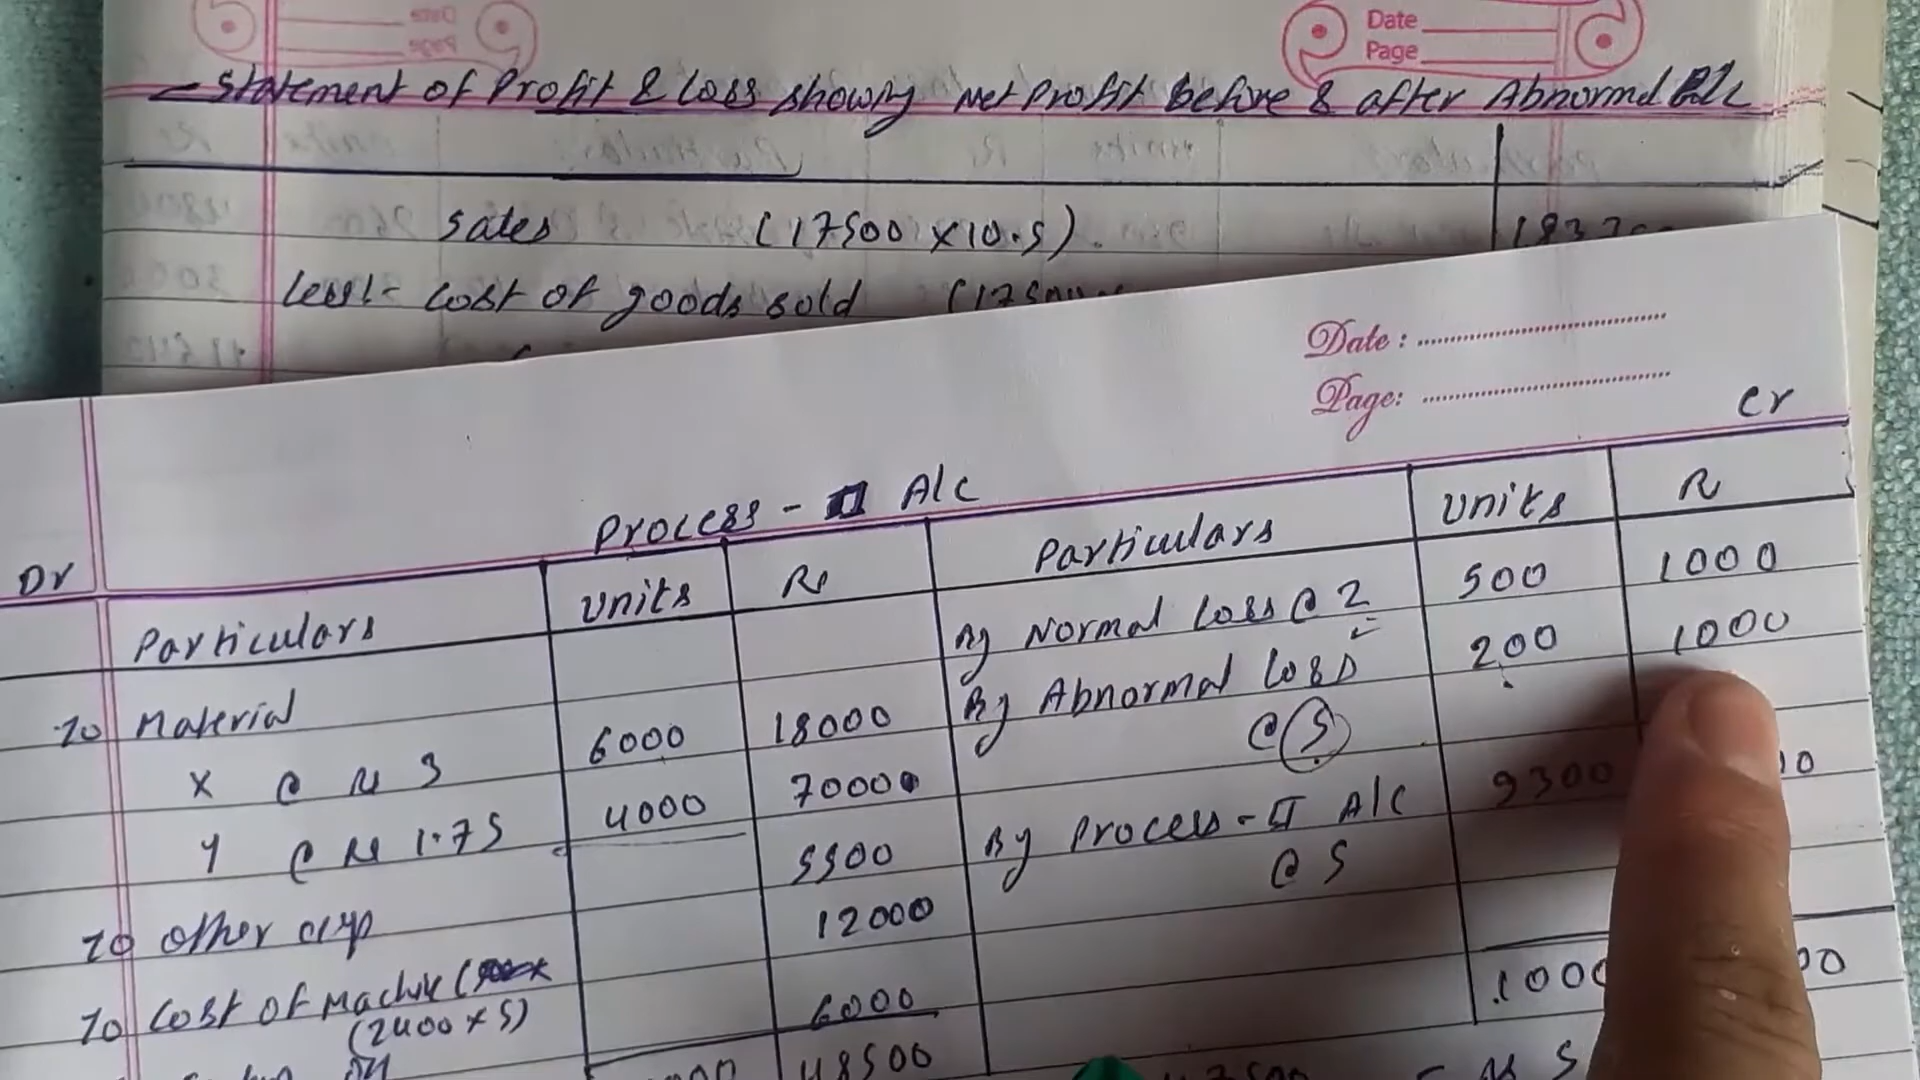 Date
Page
Statement of Profit & Loss showing Net Profit before & after Abnormal
Sales (17500 x 10.5)
Less:- Cost of goods sold
Date :
Page:
Cr
Process - A/c
Dr
Particulars Units Rs Particulars Units R
By Normal Loss @ 2 500 1000
To Material By Abnormal Loss 200 1000
@ 5
X @ Rs 3 6000 18000
Y @ Rs 1.75 4000 7000 By Process - II A/c 9300
@ 5
To other exp 5500
To Cost of Machine 12000
(2400 x 5)
6000
48500